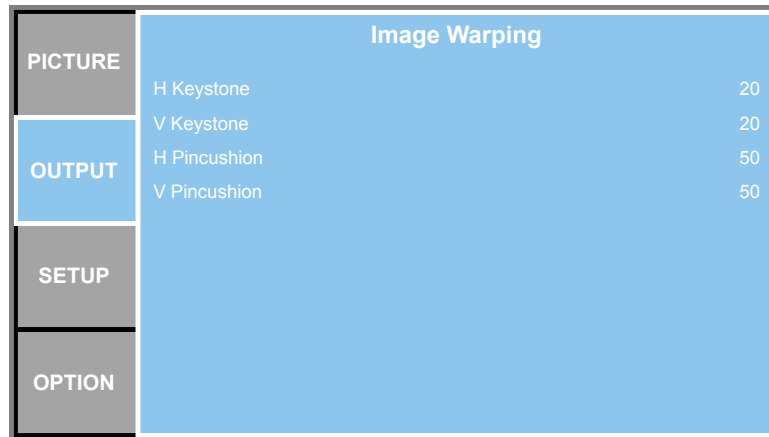 PICTURE
OUTPUT
SETUP
OPTION
Image Warping
H Keystone 20
V Keystone 20
H Pincushion 50
V Pincushion 50